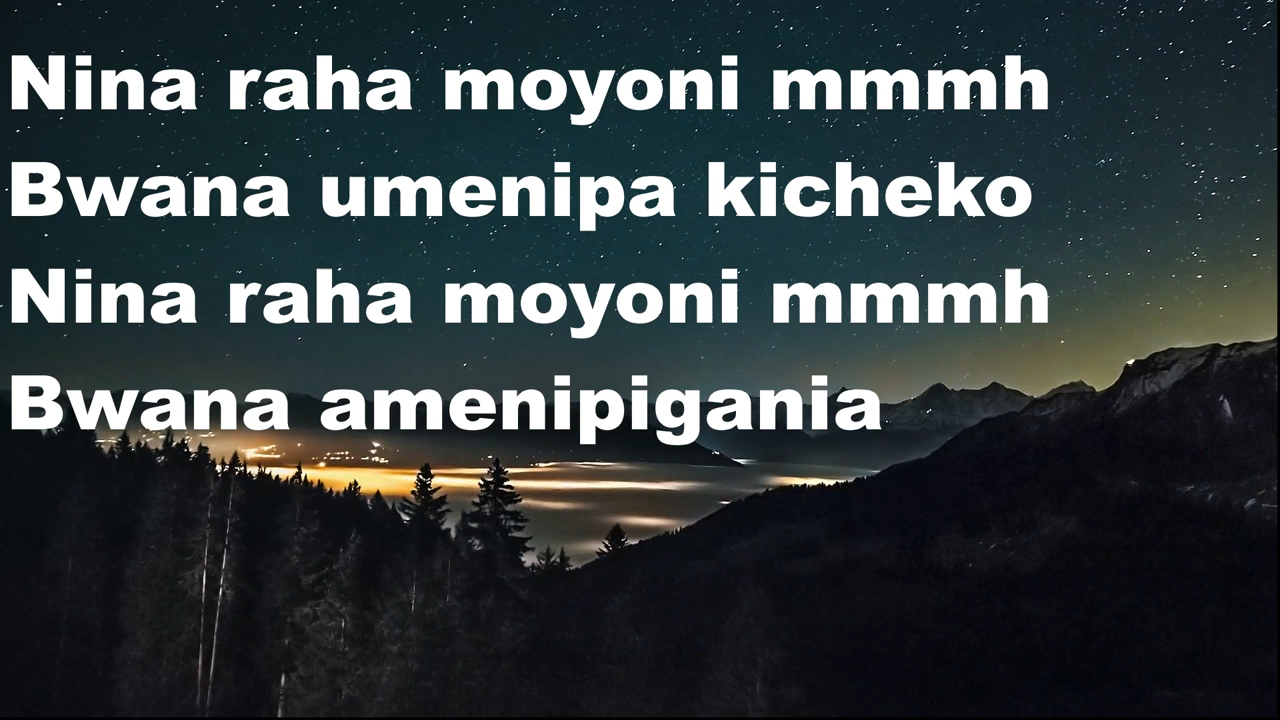 Nina raha moyoni mmmh
Bwana umenipa kicheko
Nina raha moyoni mmmh
Bwana amenipigania